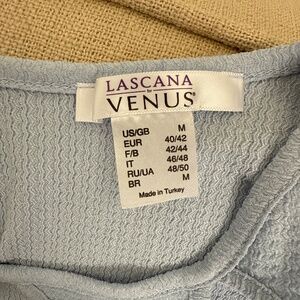 LASCANA
for
VENUS®
US/GB M
EUR 40/42
F/B 42/44
IT 46/48
RU/UA 48/50
BR M
Made in Turkey